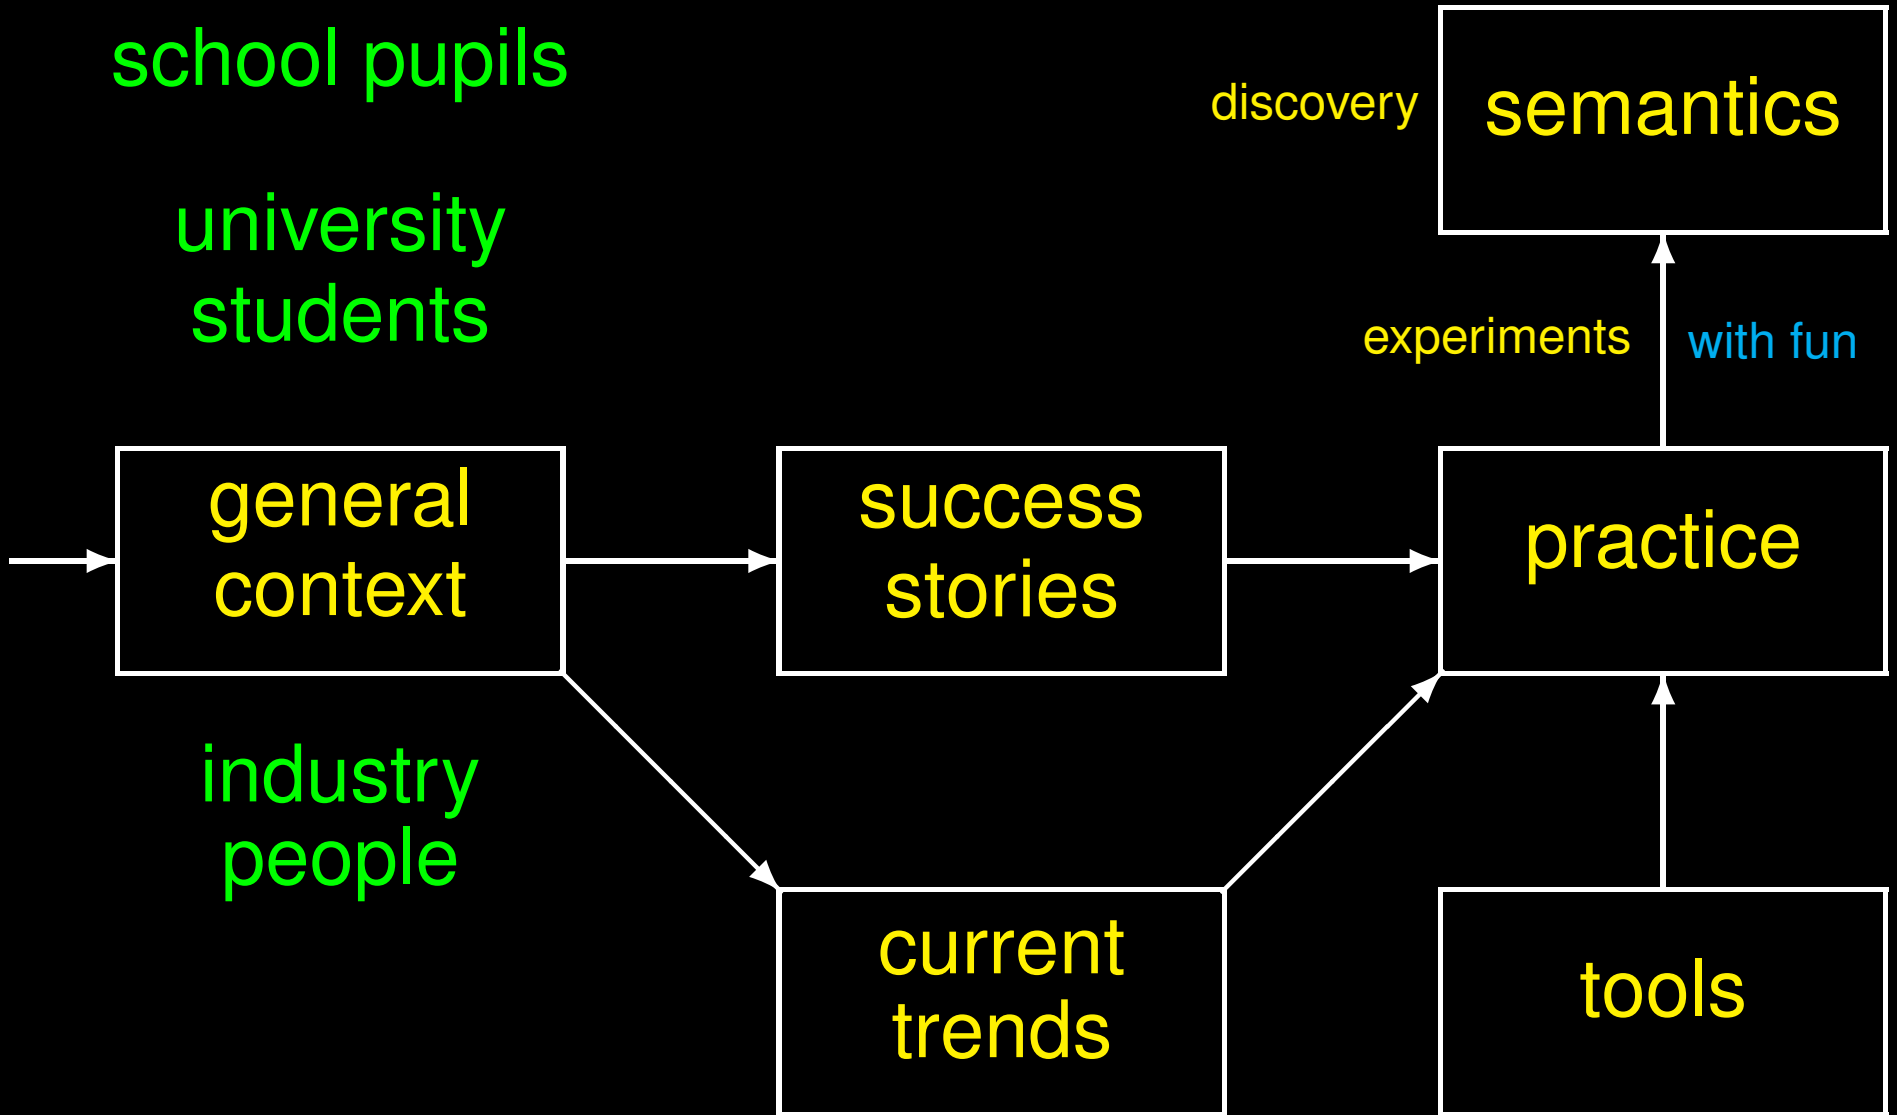 school pupils
university
students
discovery
semantics
experiments
with fun
general
context
success
stories
practice
industry
people
current
trends
tools